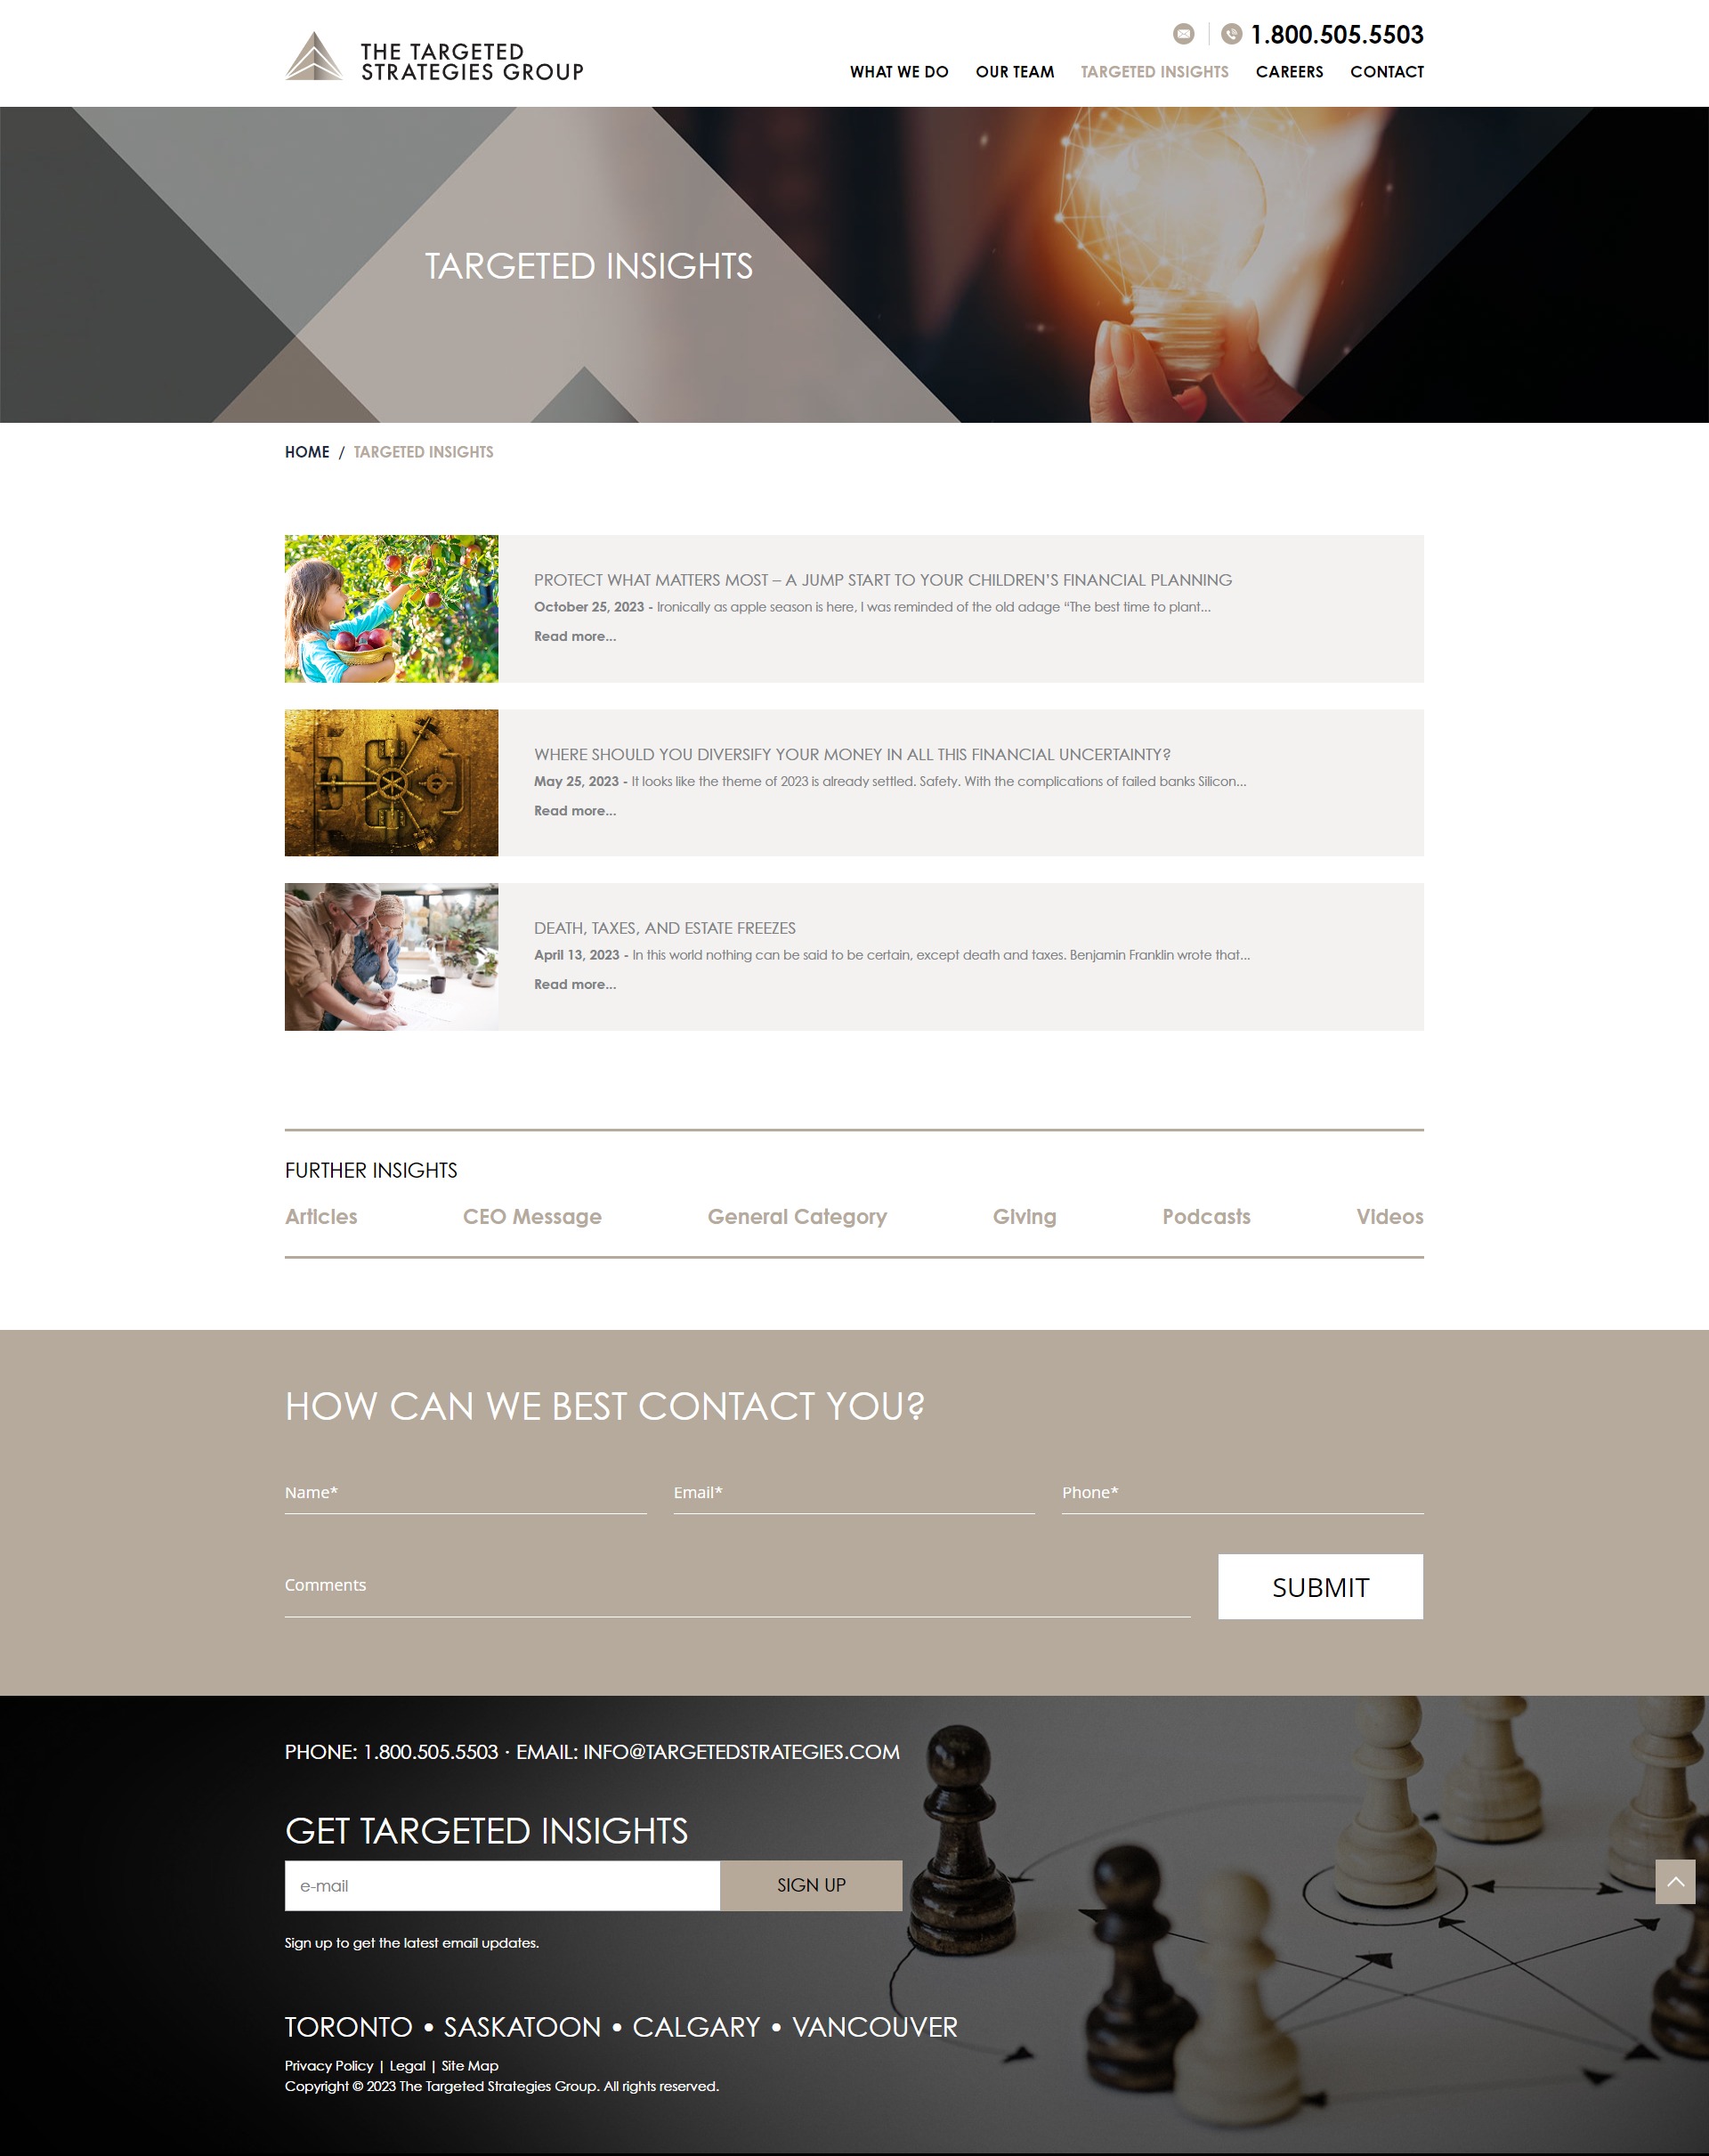 THE TARGETED
STRATEGIES GROUP
1.800.505.5503
WHAT WE DO OUR TEAM TARGETED INSIGHTS CAREERS CONTACT
TARGETED INSIGHTS
HOME / TARGETED INSIGHTS
PROTECT WHAT MATTERS MOST – A JUMP START TO YOUR CHILDREN’S FINANCIAL PLANNING
October 25, 2023 - Ironically as apple season is here, I was reminded of the old adage “The best time to plant...
Read more...
WHERE SHOULD YOU DIVERSIFY YOUR MONEY IN ALL THIS FINANCIAL UNCERTAINTY?
May 25, 2023 - It looks like the theme of 2023 is already settled. Safety. With the complications of failed banks Silicon...
Read more...
DEATH, TAXES, AND ESTATE FREEZES
April 13, 2023 - In this world nothing can be said to be certain, except death and taxes. Benjamin Franklin wrote that...
Read more...
FURTHER INSIGHTS
Articles CEO Message General Category Giving Podcasts Videos
HOW CAN WE BEST CONTACT YOU?
Name* Email* Phone*
Comments
SUBMIT
PHONE: 1.800.505.5503 · EMAIL: INFO@TARGETEDSTRATEGIES.COM
GET TARGETED INSIGHTS
e-mail
SIGN UP
Sign up to get the latest email updates.
TORONTO • SASKATOON • CALGARY • VANCOUVER
Privacy Policy | Legal | Site Map
Copyright © 2023 The Targeted Strategies Group. All rights reserved.